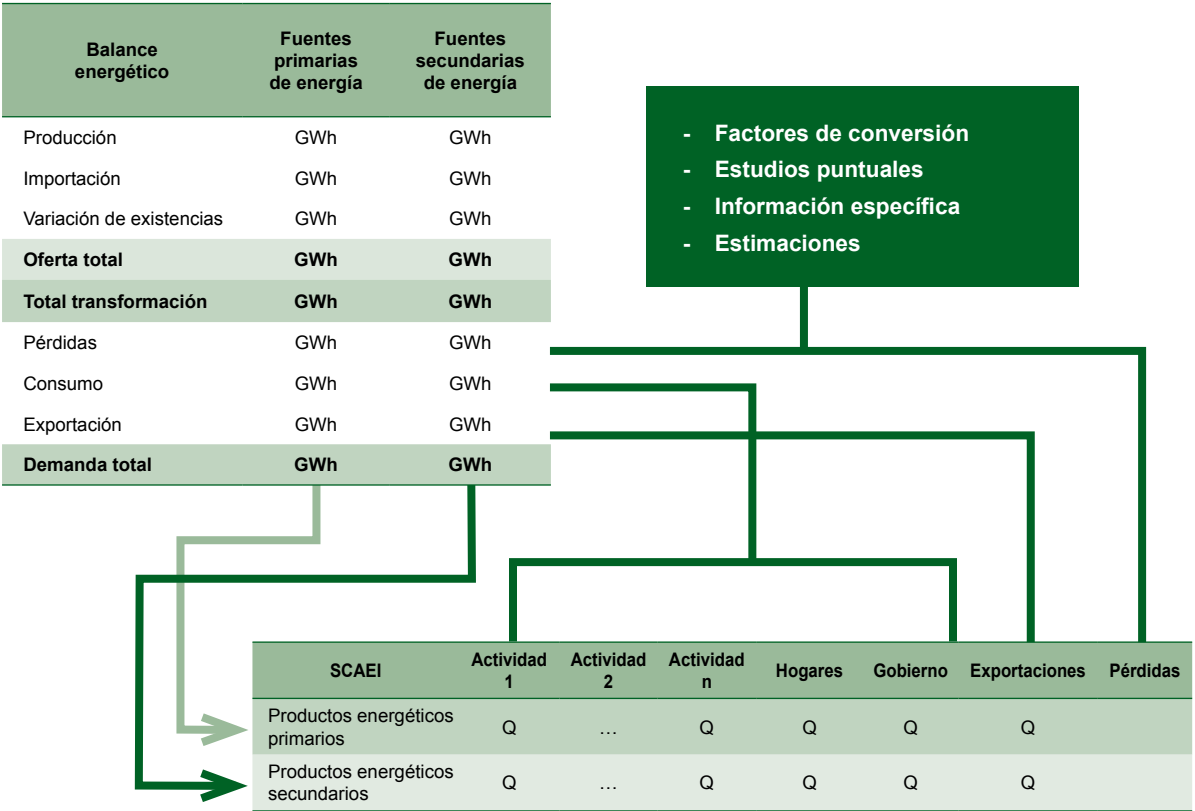 Balance
energético
Fuentes
primarias
de energía
Fuentes
secundarias
de energía
Producción GWh GWh
Importación GWh GWh
Variación de existencias GWh GWh
Oferta total GWh GWh
Total transformación GWh GWh
Pérdidas GWh GWh
Consumo GWh GWh
Exportación GWh GWh
Demanda total GWh GWh
- Factores de conversión
- Estudios puntuales
- Información específica
- Estimaciones
SCAEI
Actividad
1
Actividad
2
Actividad
n
Hogares
Gobierno
Exportaciones
Pérdidas
Productos energéticos
primarios
Q … Q Q Q Q
Productos energéticos
secundarios
Q … Q Q Q Q